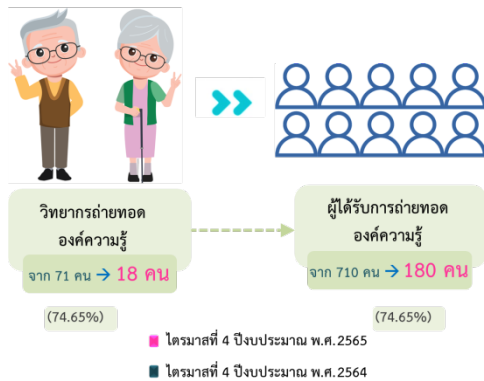 วิทยากรถ่ายทอด
องค์ความรู้
จาก 71 คน → 18 คน
(74.65%)
ผู้ได้รับการถ่ายทอด
องค์ความรู้
จาก 710 คน → 180 คน
(74.65%)
ไตรมาสที่ 4 ปีงบประมาณ พ.ศ.2565
ไตรมาสที่ 4 ปีงบประมาณ พ.ศ.2564